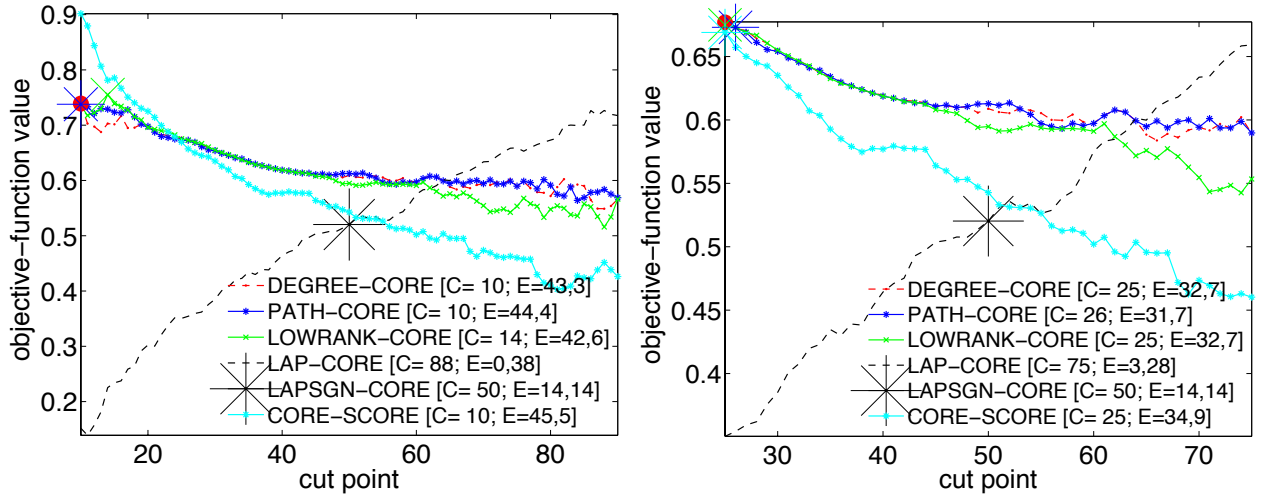 0.9
0.8
0.7
0.6
0.5
0.4
0.3
0.2
objective−function value
DEGREE−CORE [C= 10; E=43,3]
PATH−CORE [C= 10; E=44,4]
LOWRANK−CORE [C= 14; E=42,6]
LAP−CORE [C= 88; E=0,38]
LAPSGN−CORE [C= 50; E=14,14]
CORE−SCORE [C= 10; E=45,5]
20
40
60
80
cut point
0.65
0.6
0.55
0.5
0.45
0.4
objective−function value
DEGREE−CORE [C= 25; E=32,7]
PATH−CORE [C= 26; E=31,7]
LOWRANK−CORE [C= 25; E=32,7]
LAP−CORE [C= 75; E=3,28]
LAPSGN−CORE [C= 50; E=14,14]
CORE−SCORE [C= 25; E=34,9]
30
40
50
60
70
cut point